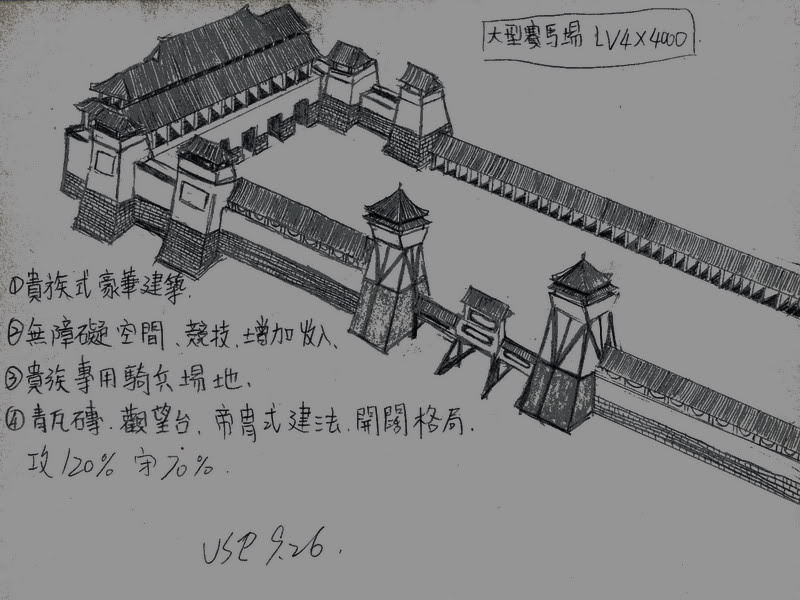 大型賽馬場 LV4×4000
①貴族式豪華建築.
②無障礙空間、競技、增加收入、
③貴族專用騎兵場地.
④青瓦磚.觀望台.帝胄式建法.開闊格局.
攻120% 守70%.
USE 9.26.